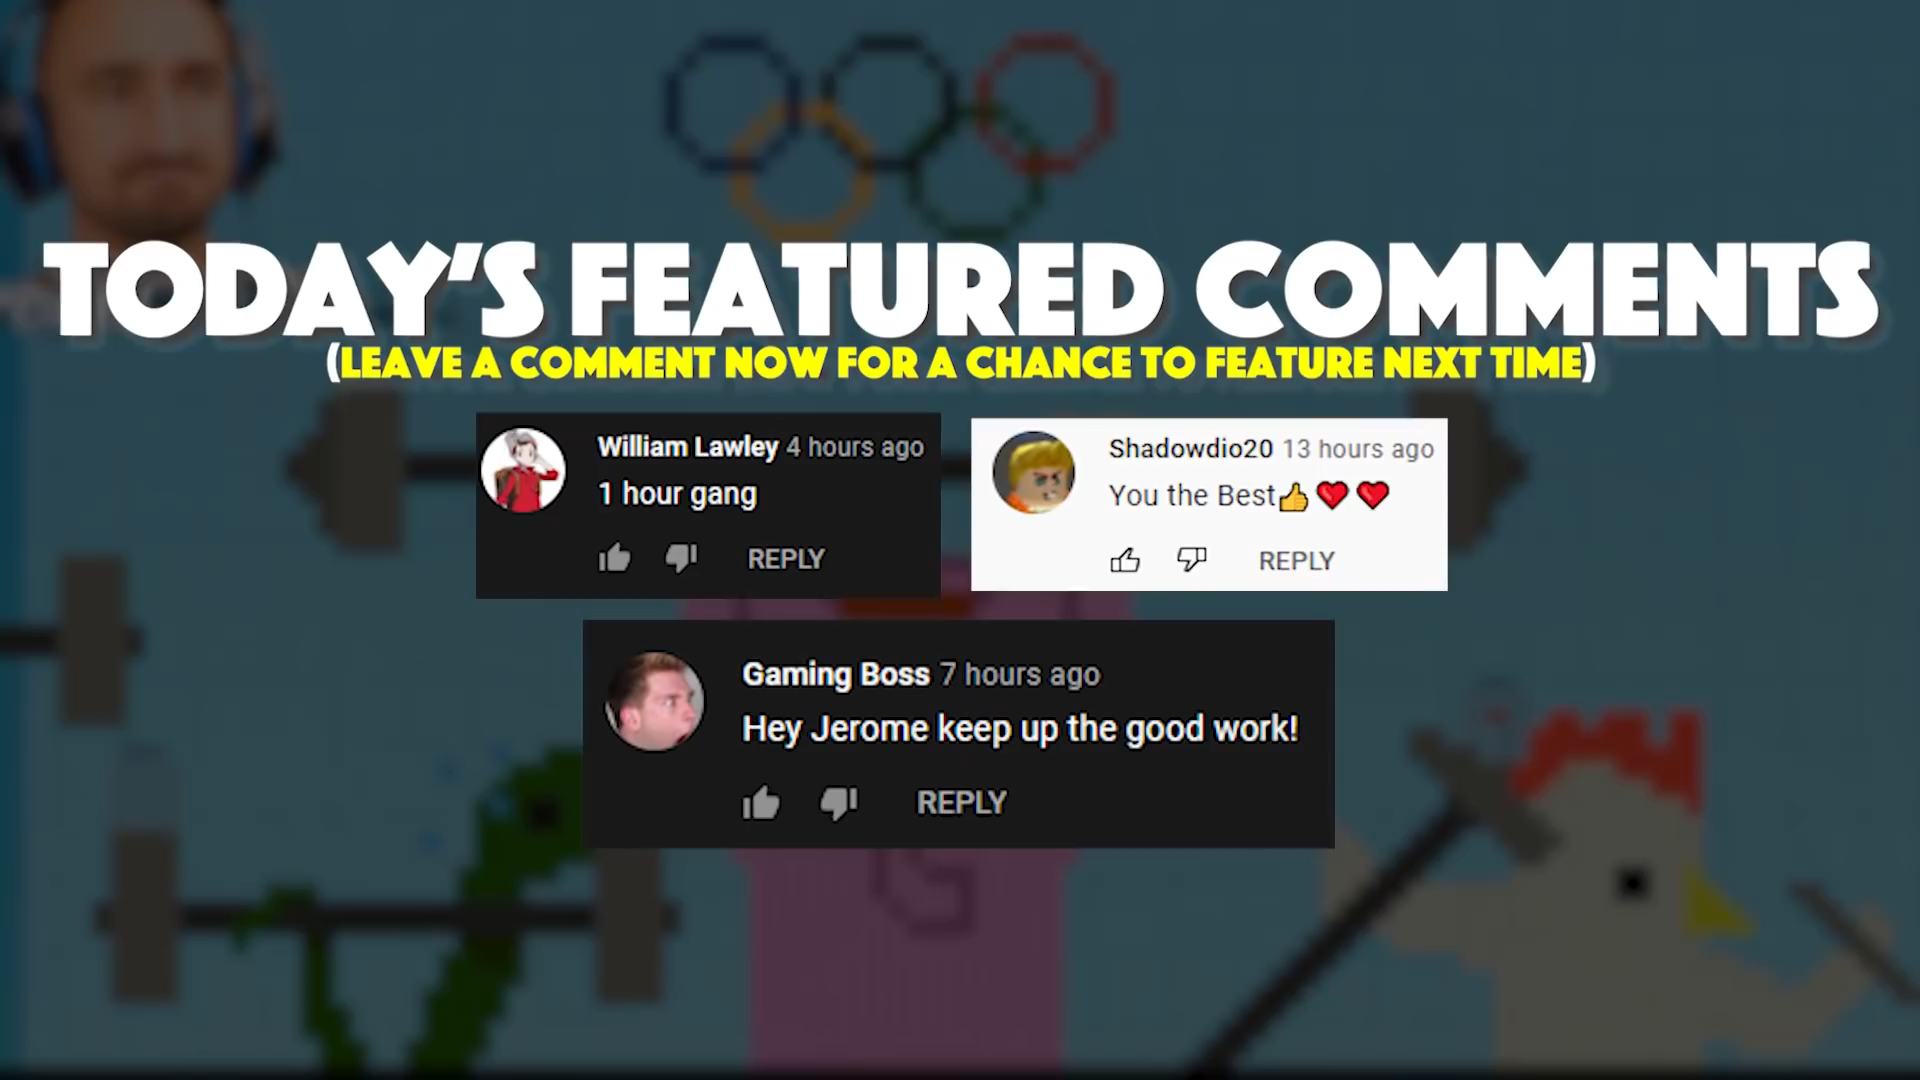 TODAY'S FEATURED COMMENTS
(LEAVE A COMMENT NOW FOR A CHANCE TO FEATURE NEXT TIME)
William Lawley 4 hours ago
1 hour gang
REPLY
Shadowdio20 13 hours ago
You the Best👍❤️❤️
REPLY
Gaming Boss 7 hours ago
Hey Jerome keep up the good work!
REPLY
G